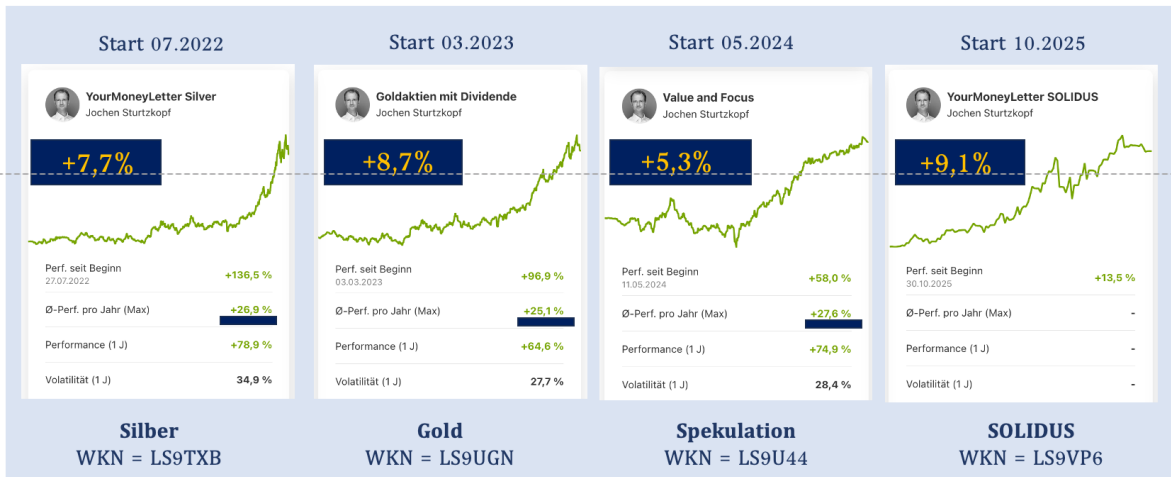 Start 07.2022
YourMoneyLetter Silver
Jochen Sturtzkopf
+7,7%
Perf. seit Beginn
27.07.2022
+136,5 %
Ø-Perf. pro Jahr (Max)
+26,9 %
Performance (1 J)
+78,9 %
Volatilität (1 J)
34,9 %
Silber
WKN = LS9TXB
Start 03.2023
Goldaktien mit Dividende
Jochen Sturtzkopf
+8,7%
Perf. seit Beginn
03.03.2023
+96,9 %
Ø-Perf. pro Jahr (Max)
+25,1 %
Performance (1 J)
+64,6 %
Volatilität (1 J)
27,7 %
Gold
WKN = LS9UGN
Start 05.2024
Value and Focus
Jochen Sturtzkopf
+5,3%
Perf. seit Beginn
11.05.2024
+58,0 %
Ø-Perf. pro Jahr (Max)
+27,6 %
Performance (1 J)
+74,9 %
Volatilität (1 J)
28,4 %
Spekulation
WKN = LS9U44
Start 10.2025
YourMoneyLetter SOLIDUS
Jochen Sturtzkopf
+9,1%
Perf. seit Beginn
30.10.2025
+13,5 %
Ø-Perf. pro Jahr (Max)
-
Performance (1 J)
-
Volatilität (1 J)
-
SOLIDUS
WKN = LS9VP6